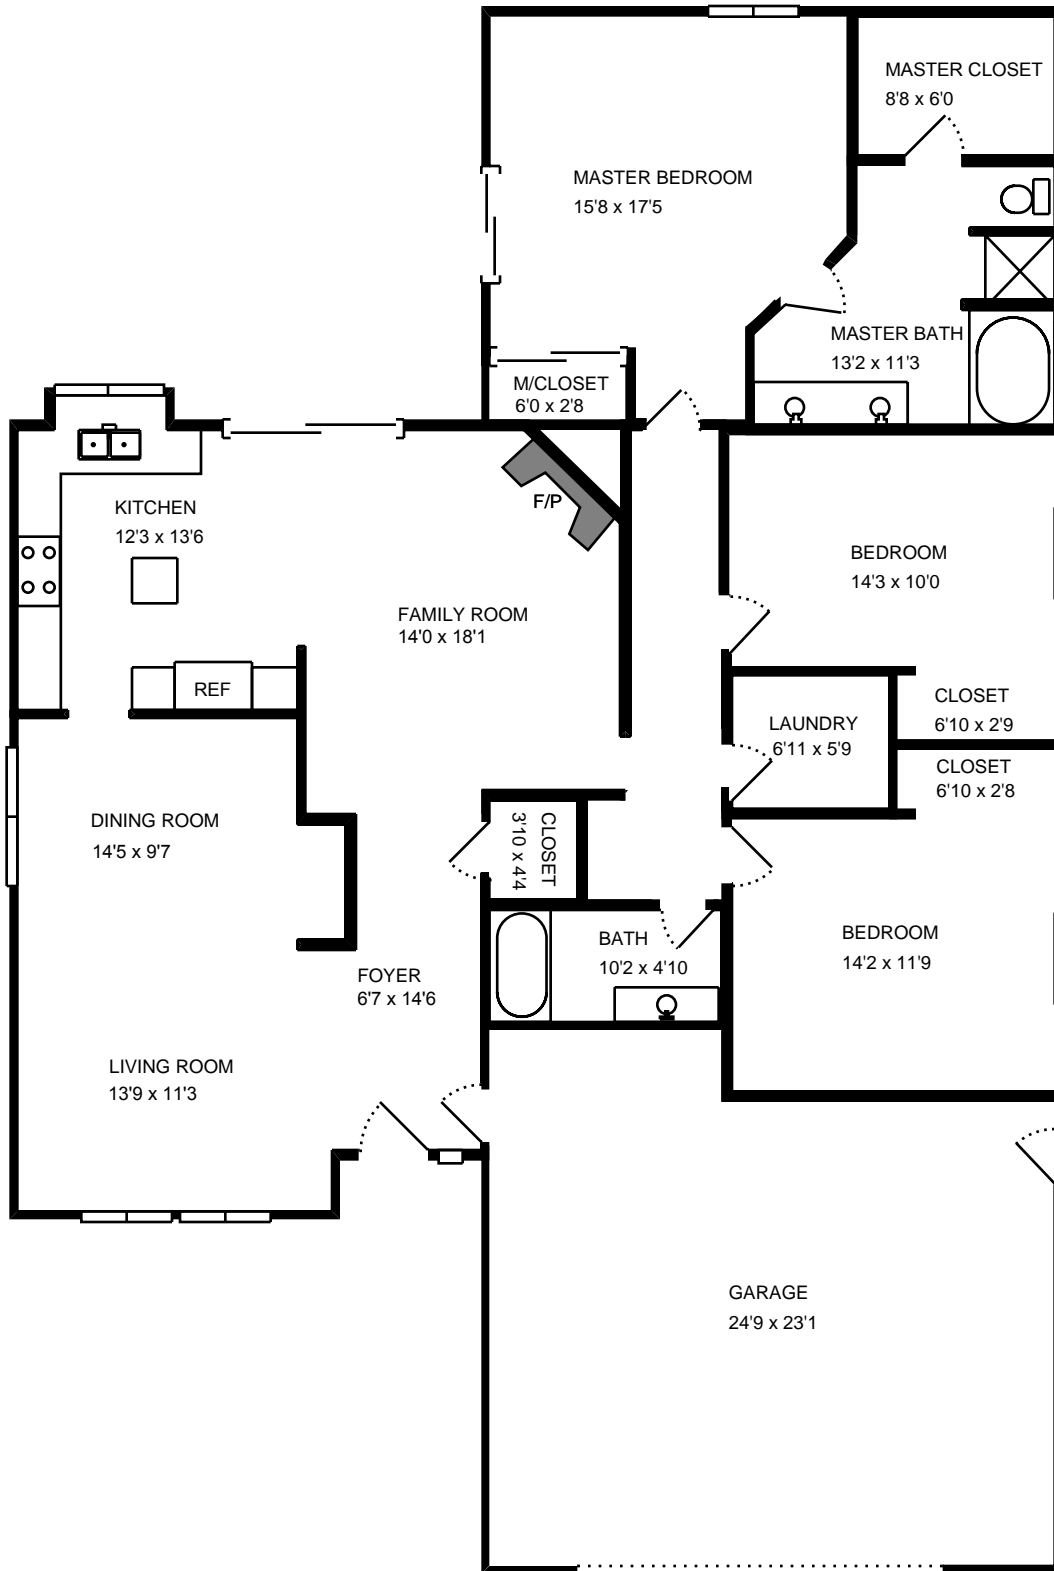 MASTER CLOSET
8'8 x 6'0
MASTER BEDROOM
15'8 x 17'5
MASTER BATH
13'2 x 11'3
M/CLOSET
6'0 x 2'8
KITCHEN
12'3 x 13'6
F/P
BEDROOM
14'3 x 10'0
FAMILY ROOM
14'0 x 18'1
REF
CLOSET
6'10 x 2'9
LAUNDRY
6'11 x 5'9
CLOSET
6'10 x 2'8
DINING ROOM
14'5 x 9'7
CLOSET
3'10 x 4'4
BATH
10'2 x 4'10
BEDROOM
14'2 x 11'9
FOYER
6'7 x 14'6
LIVING ROOM
13'9 x 11'3
GARAGE
24'9 x 23'1